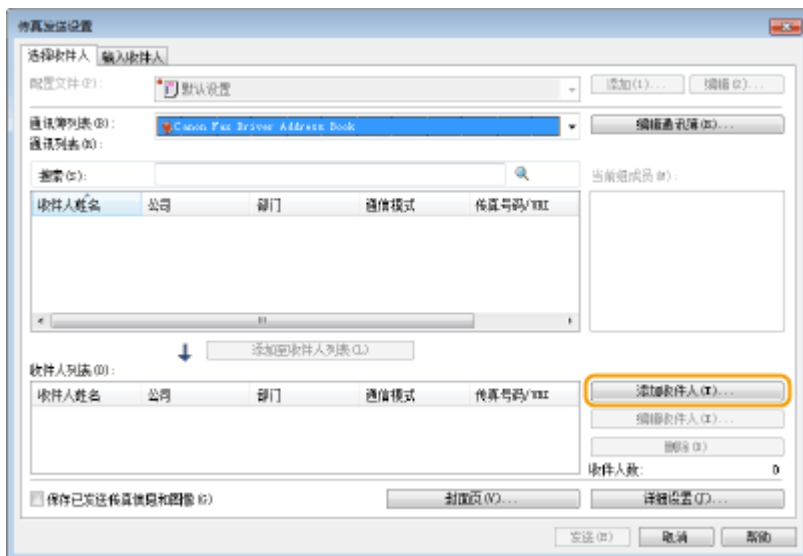 传真发送设置
选择收件人 输入收件人
配置文件(P): 默认设置 添加(1)... 编辑(2)...
通讯簿列表(B): Canon Fax Driver Address Book 编辑通讯簿(K)...
通讯列表(N):
搜索(S): 当前组成员(M):
收件人姓名 公司 部门 通信模式 传真号码/URI
添加至收件人列表(L)
收件人列表(O):
收件人姓名 公司 部门 通信模式 传真号码/URI
添加收件人(T)...
编辑收件人(I)...
删除(X)
收件人数: 0
保存已发送传真信息和图像(G) 封面页(V)... 详细设置(J)...
发送(H) 取消 帮助